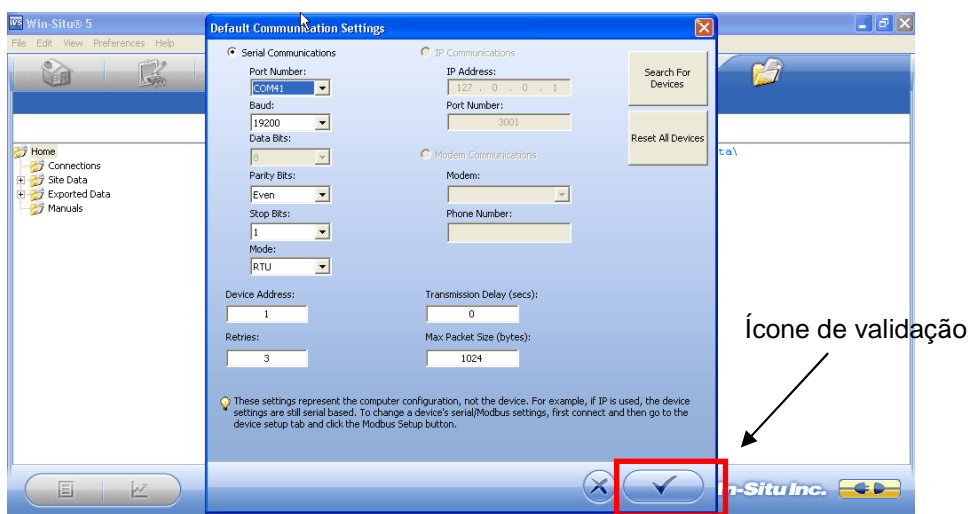 Win-Situ® 5
File Edit View Preferences Help
Home
Connections
Site Data
Exported Data
Manuals
ta\
Default Communication Settings
Serial Communications
Port Number:
COM41
Baud:
19200
Data Bits:
8
Parity Bits:
Even
Stop Bits:
1
Mode:
RTU
IP Communications
IP Address:
127 . 0 . 0 . 1
Port Number:
3001
Modem Communications
Modem:
Phone Number:
Search For
Devices
Reset All Devices
Device Address:
1
Transmission Delay (secs):
0
Retries:
3
Max Packet Size (bytes):
1024
These settings represent the computer configuration, not the device. For example, if IP is used, the device
settings are still serial based. To change a device's serial/Modbus settings, first connect and then go to the
device setup tab and click the Modbus Setup button.
Ícone de validação
n-Situ Inc.